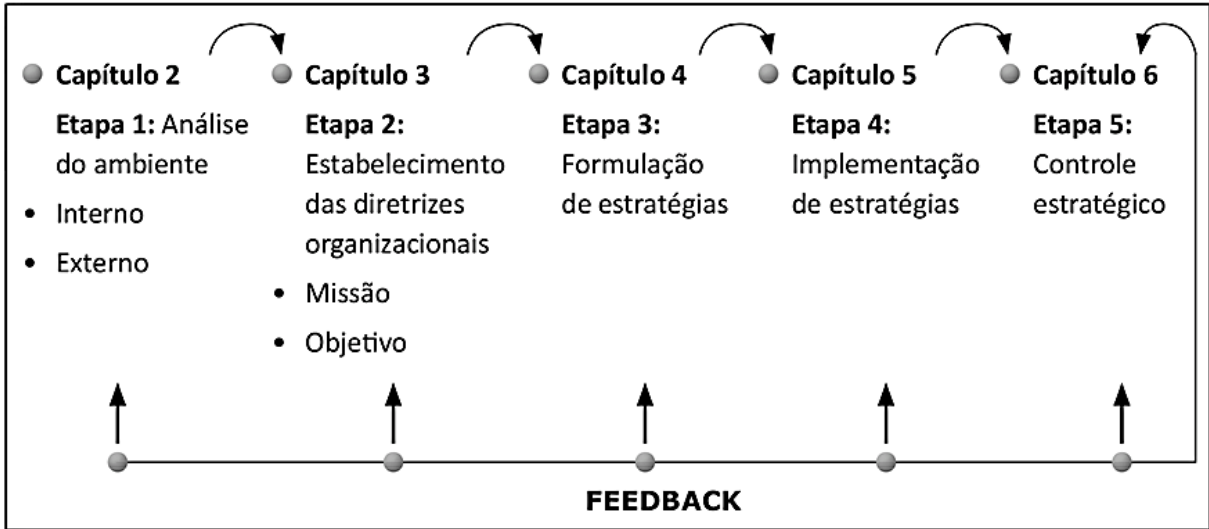 Capítulo 2
Etapa 1: Análise
do ambiente
• Interno
• Externo
Capítulo 3
Etapa 2:
Estabelecimento
das diretrizes
organizacionais
• Missão
• Objetivo
Capítulo 4
Etapa 3:
Formulação
de estratégias
Capítulo 5
Etapa 4:
Implementação
de estratégias
Capítulo 6
Etapa 5:
Controle
estratégico
FEEDBACK